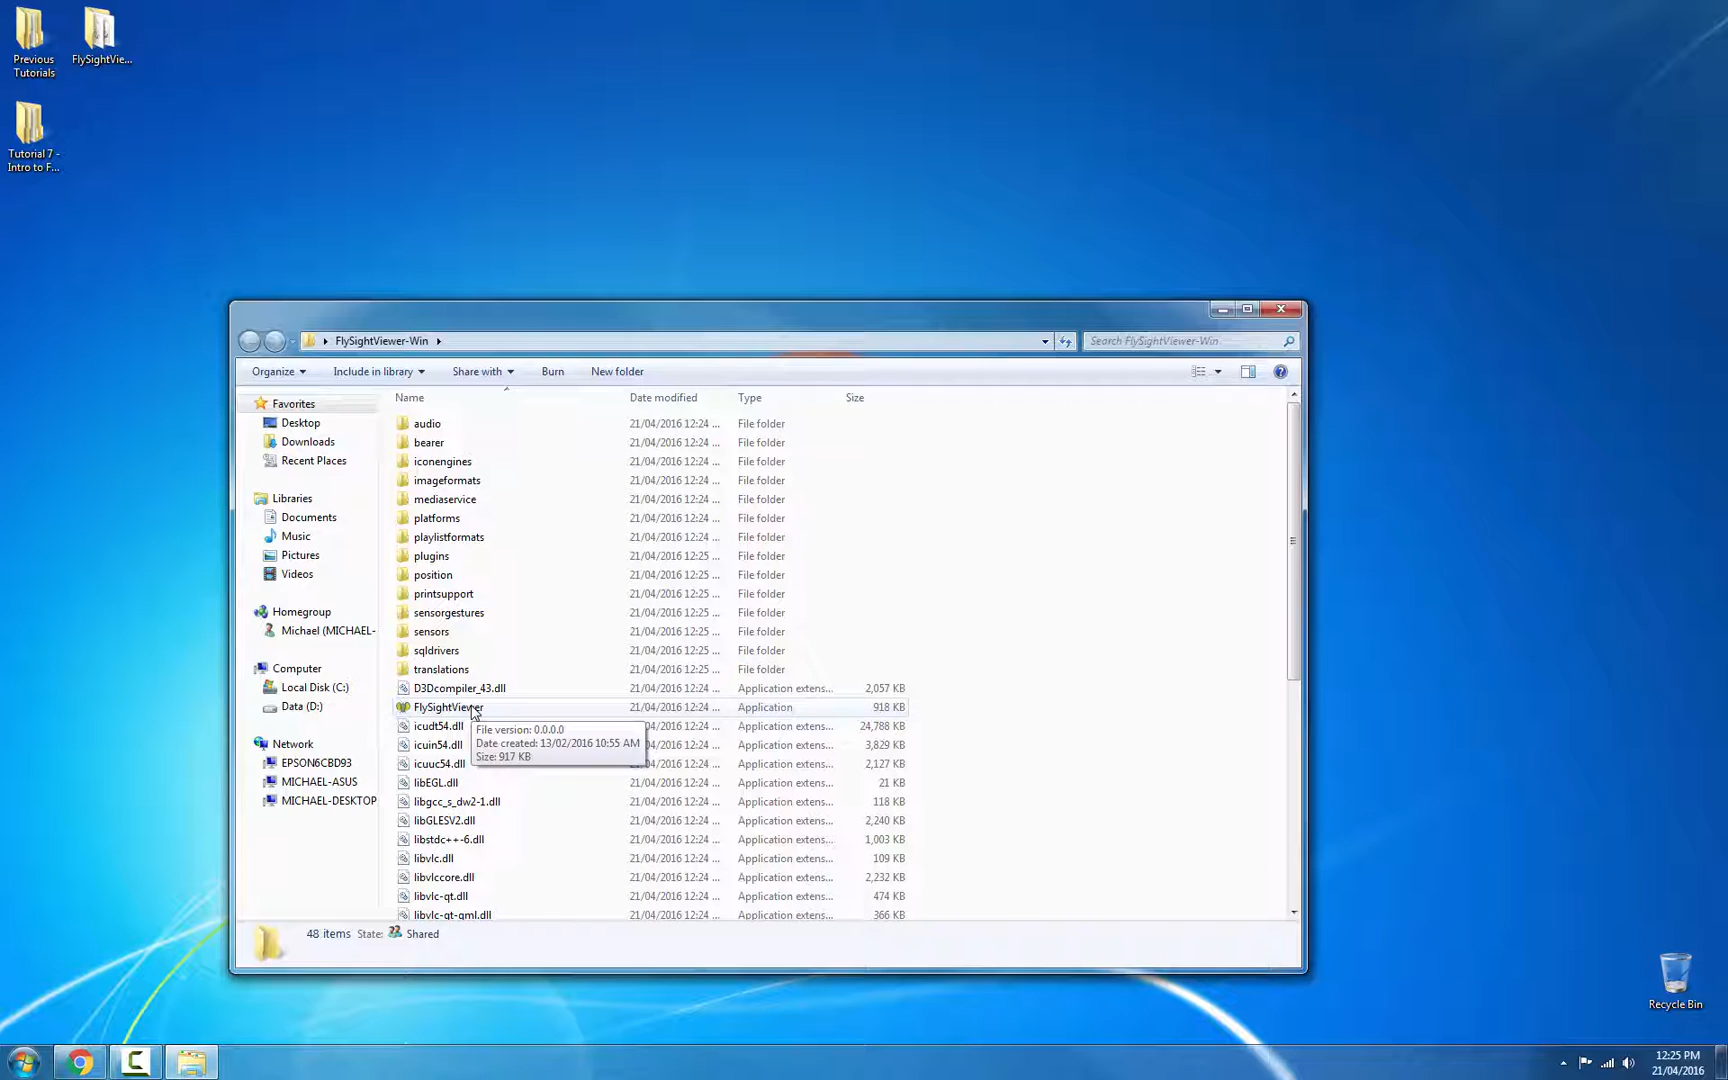 Previous Tutorials
FlySightVie...
Tutorial 7 - Intro to F...
FlySightViewer-Win
Search FlySightViewer-Win
Organize
Include in library
Share with
Burn
New folder
Favorites
Desktop
Downloads
Recent Places
Libraries
Documents
Music
Pictures
Videos
Homegroup
Michael (MICHAEL-
Computer
Local Disk (C:)
Data (D:)
Network
EPSON6CBD93
MICHAEL-ASUS
MICHAEL-DESKTOP
Name Date modified Type Size
audio 21/04/2016 12:24 ... File folder
bearer 21/04/2016 12:24 ... File folder
iconengines 21/04/2016 12:24 ... File folder
imageformats 21/04/2016 12:24 ... File folder
mediaservice 21/04/2016 12:24 ... File folder
platforms 21/04/2016 12:24 ... File folder
playlistformats 21/04/2016 12:24 ... File folder
plugins 21/04/2016 12:25 ... File folder
position 21/04/2016 12:25 ... File folder
printsupport 21/04/2016 12:25 ... File folder
sensorgestures 21/04/2016 12:25 ... File folder
sensors 21/04/2016 12:25 ... File folder
sqldrivers 21/04/2016 12:25 ... File folder
translations 21/04/2016 12:25 ... File folder
D3Dcompiler_43.dll 21/04/2016 12:24 ... Application extens... 2,057 KB
FlySightViewer 21/04/2016 12:24 ... Application 918 KB
icudt54.dll /04/2016 12:24 ... Application extens... 24,788 KB
icuin54.dll Application extens... 3,829 KB
icuuc54.dll Application extens... 2,127 KB
libEGL.dll 21/04/2016 12:24 ... Application extens... 21 KB
libgcc_s_dw2-1.dll 21/04/2016 12:24 ... Application extens... 118 KB
libGLESV2.dll 21/04/2016 12:24 ... Application extens... 2,240 KB
libstdc++-6.dll 21/04/2016 12:24 ... Application extens... 1,003 KB
libvlc.dll 21/04/2016 12:24 ... Application extens... 109 KB
libvlccore.dll 21/04/2016 12:24 ... Application extens... 2,232 KB
libvlc-qt.dll 21/04/2016 12:24 ... Application extens... 474 KB
libvlc-qt-qml.dll 21/04/2016 12:24 ... Application extens... 366 KB
File version: 0.0.0.0
Date created: 13/02/2016 10:55 AM
Size: 917 KB
48 items State: Shared
Recycle Bin
12:25 PM
21/04/2016